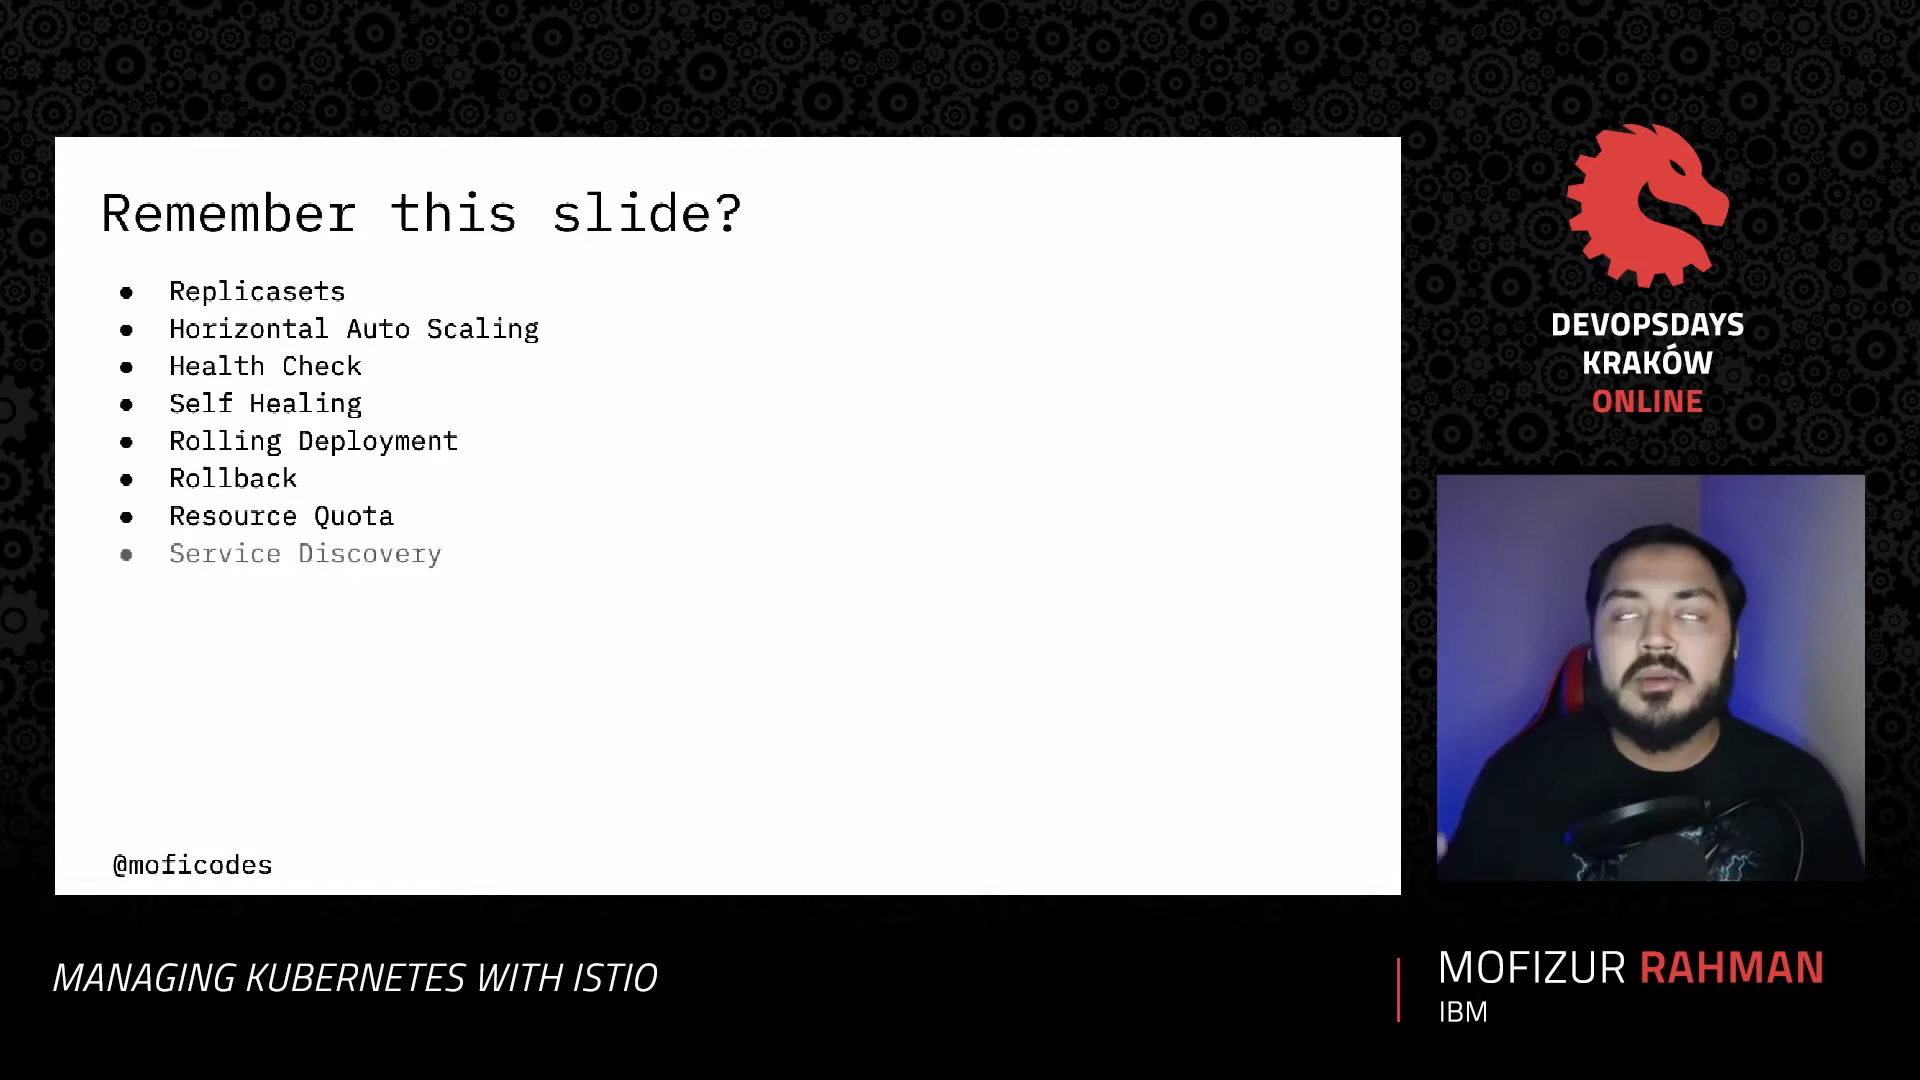 Remember this slide?
● Replicasets
● Horizontal Auto Scaling
● Health Check
● Self Healing
● Rolling Deployment
● Rollback
● Resource Quota
● Service Discovery
@moficodes
DEVOPSDAYS
KRAKÓW
ONLINE
MANAGING KUBERNETES WITH ISTIO
MOFIZUR RAHMAN
IBM